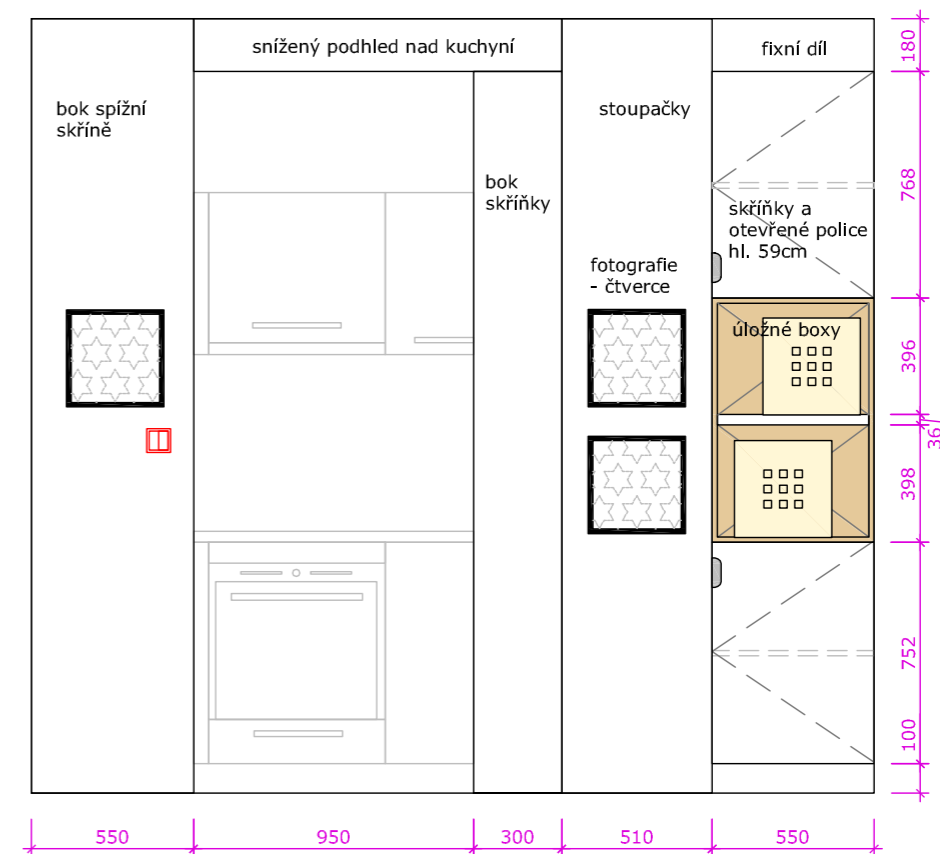 snížený podhled nad kuchyní
fixní díl
bok spížní
skříně
stoupačky
bok
skříňky
skříňky a
otevřené police
hl. 59cm
fotografie
- čtverce
úložné boxy
180
768
396
36
398
752
100
550
950
300
510
550